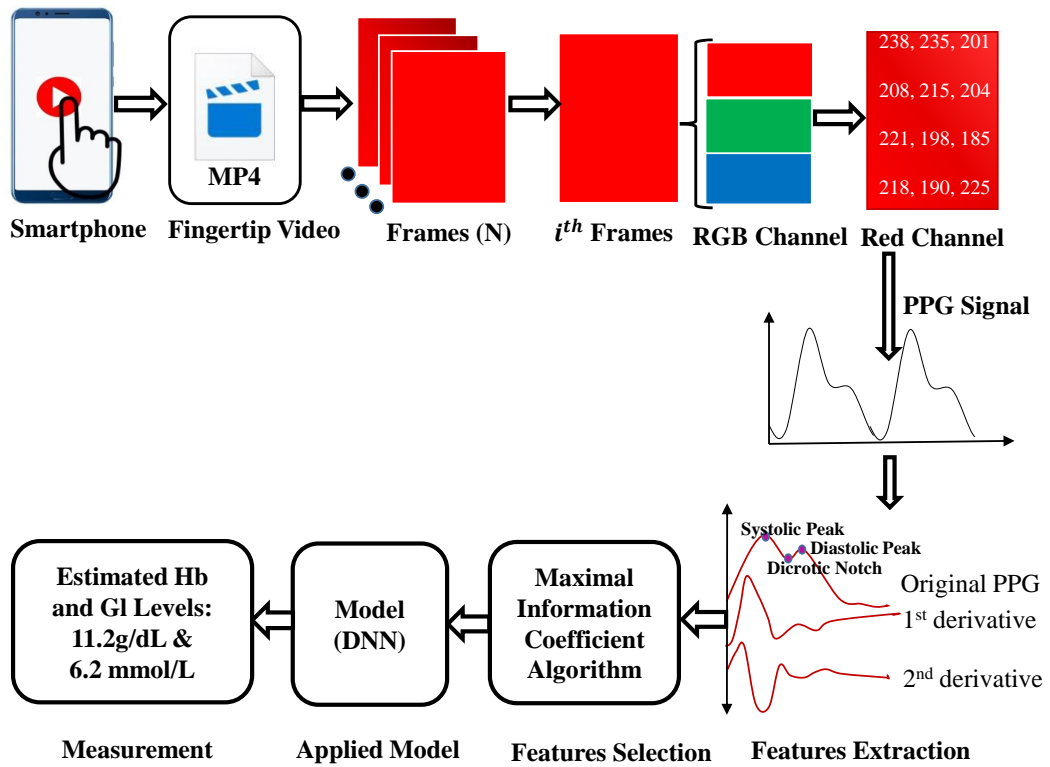 MP4
Smartphone
Fingertip Video
Frames (N)
iᵗʰ Frames
RGB Channel
238, 235, 201
208, 215, 204
221, 198, 185
218, 190, 225
Red Channel
PPG Signal
Systolic Peak
Diastolic Peak
Dicrotic Notch
Original PPG
1st derivative
2nd derivative
Features Extraction
Maximal
Information
Coefficient
Algorithm
Features Selection
Model
(DNN)
Applied Model
Estimated Hb
and Gl Levels:
11.2g/dL &
6.2 mmol/L
Measurement